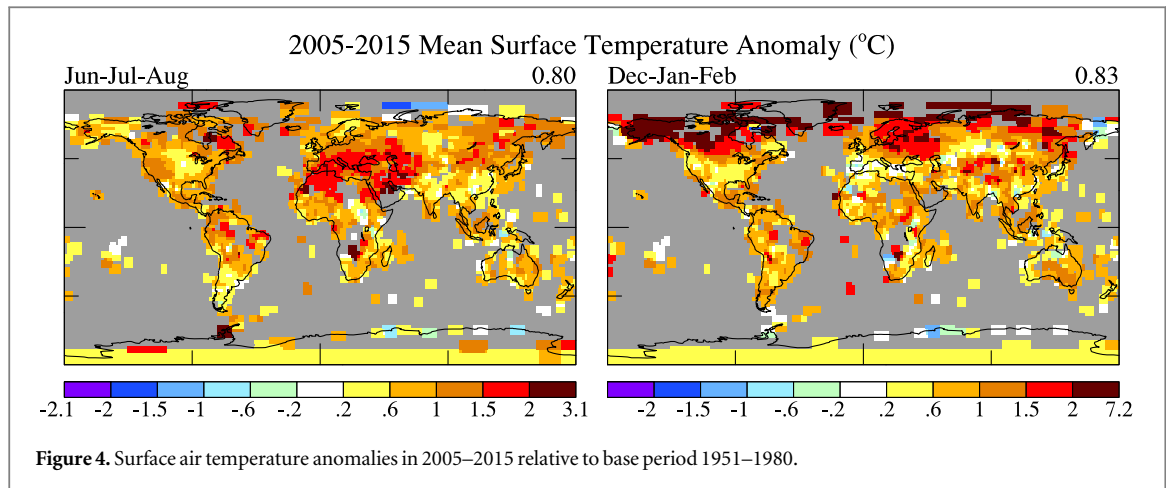 2005-2015 Mean Surface Temperature Anomaly (°C)
Jun-Jul-Aug 0.80 Dec-Jan-Feb 0.83
-2.1 -2 -1.5 -1 -.6 -.2 .2 .6 1 1.5 2 3.1 -2 -1.5 -1 -.6 -.2 .2 .6 1 1.5 2 7.2
Figure 4. Surface air temperature anomalies in 2005–2015 relative to base period 1951–1980.